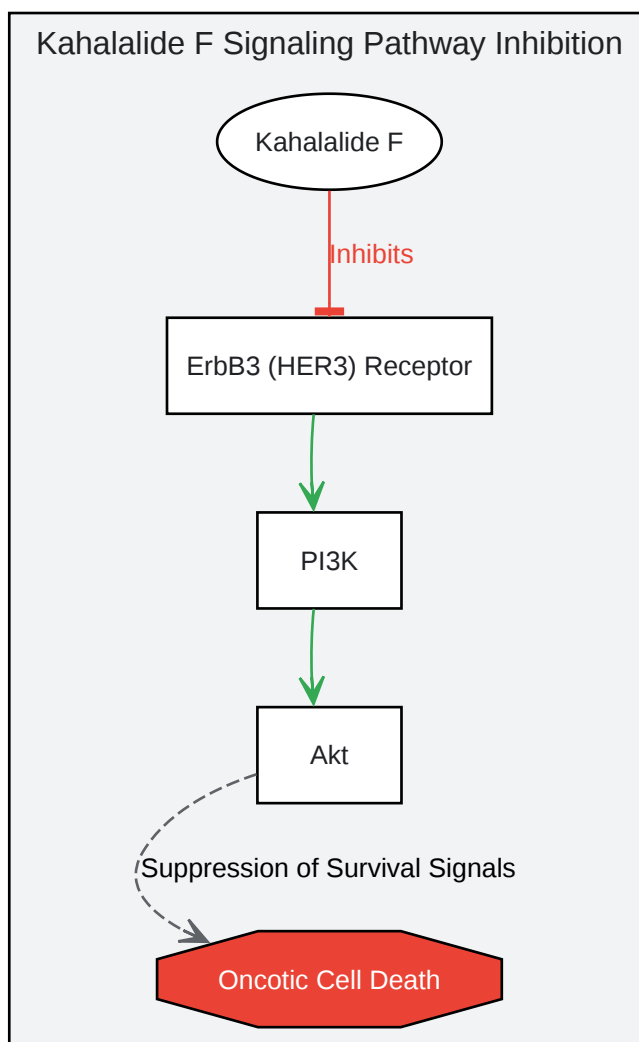 Kahalalide F Signaling Pathway Inhibition
Kahalalide F
Inhibits
ErbB3 (HER3) Receptor
PI3K
Akt
Suppression of Survival Signals
Oncotic Cell Death